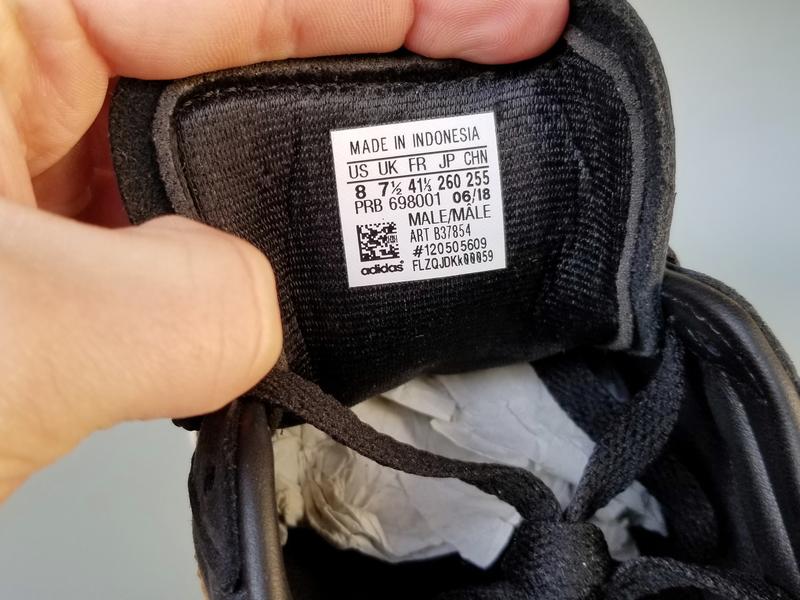 MADE IN INDONESIA
US UK FR JP CHN
8 7½ 41⅓ 260 255
PRB 698001 06/18
MALE/MÂLE
ART B37854
#120505609
adidas FLZQJDKk00059